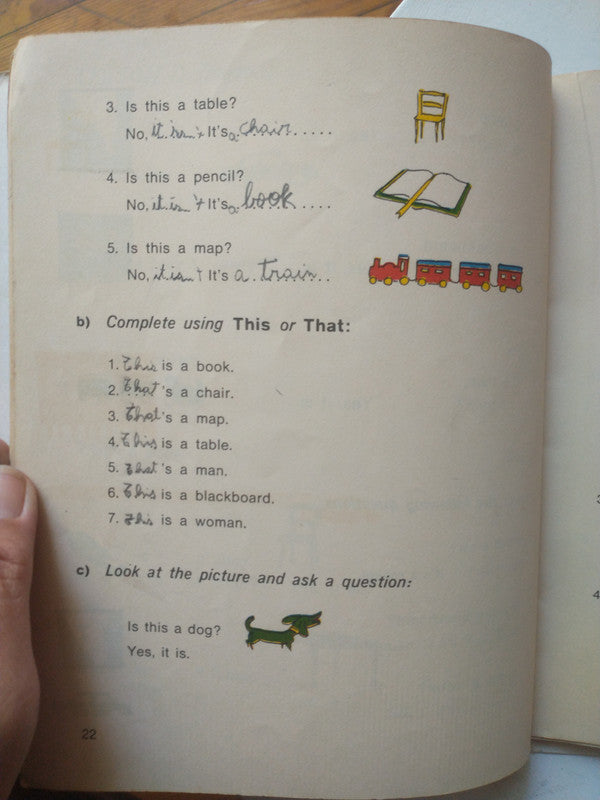 3. Is this a table?
No, it isn't It's a chair.....
4. Is this a pencil?
No, it isn't It's a book....
5. Is this a map?
No, it isn't It's a train..
b) Complete using This or That:
1. This is a book.
2. That's a chair.
3. That's a map.
4. This is a table.
5. That's a man.
6. This is a blackboard.
7. This is a woman.
c) Look at the picture and ask a question:
Is this a dog?
Yes, it is.
22
3
4